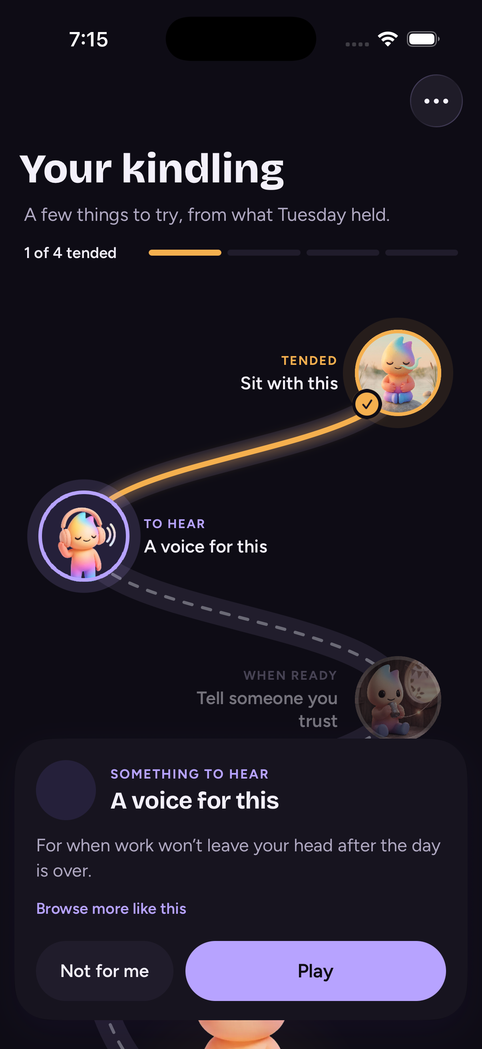 7:15
Your kindling
A few things to try, from what Tuesday held.
1 of 4 tended
TENDED
Sit with this
TO HEAR
A voice for this
WHEN READY
Tell someone you
trust
SOMETHING TO HEAR
A voice for this
For when work won’t leave your head after the day
is over.
Browse more like this
Not for me
Play